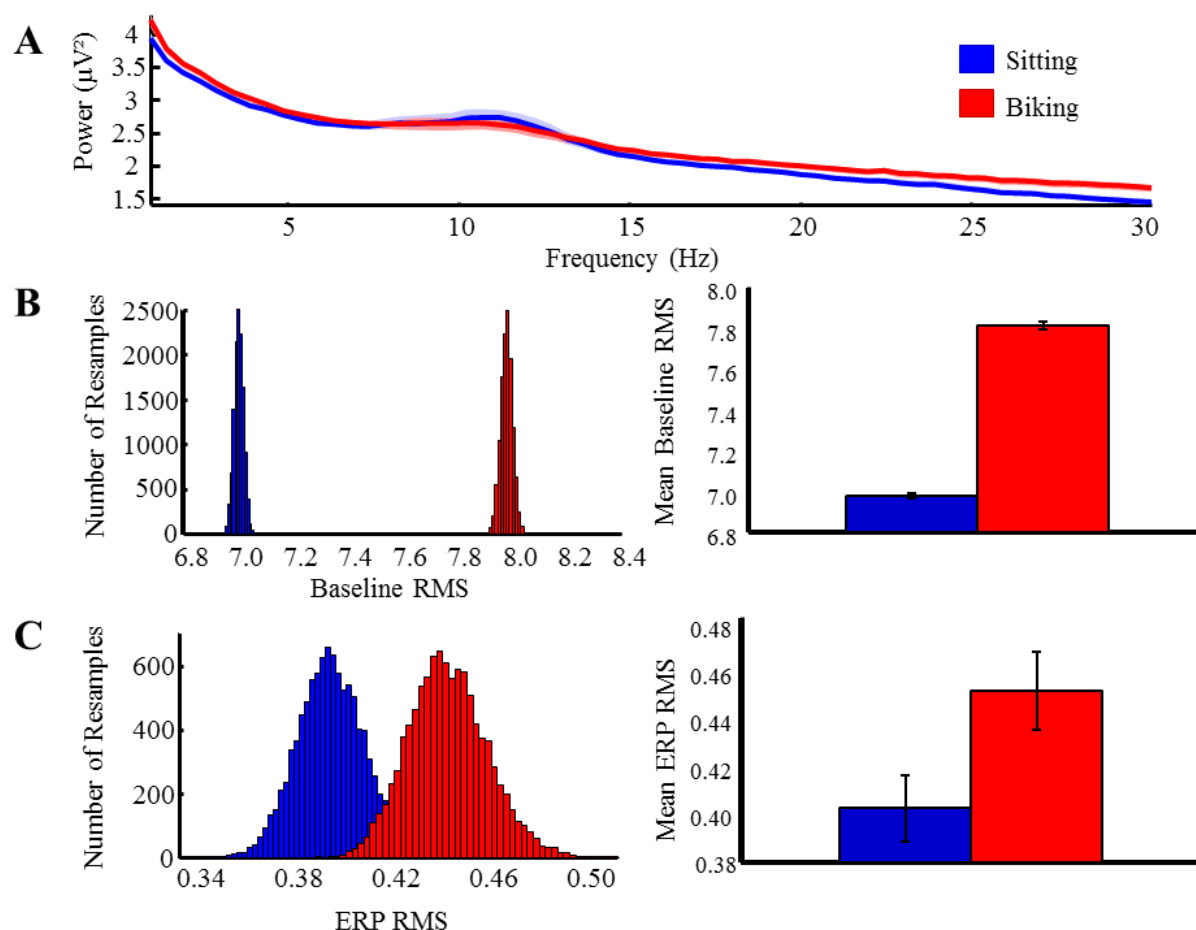 A
Power (µV²)
4
3.5
3
2.5
2
1.5
5
10
15
20
25
30
Frequency (Hz)
Sitting
Biking
B
Number of Resamples
2500
2000
1500
1000
500
0
6.8 7.0 7.2 7.4 7.6 7.8 8.0 8.2 8.4
Baseline RMS
Mean Baseline RMS
8.0
7.8
7.6
7.4
7.2
7.0
6.8
C
Number of Resamples
600
400
200
0
0.34 0.38 0.42 0.46 0.50
ERP RMS
Mean ERP RMS
0.48
0.46
0.44
0.42
0.40
0.38